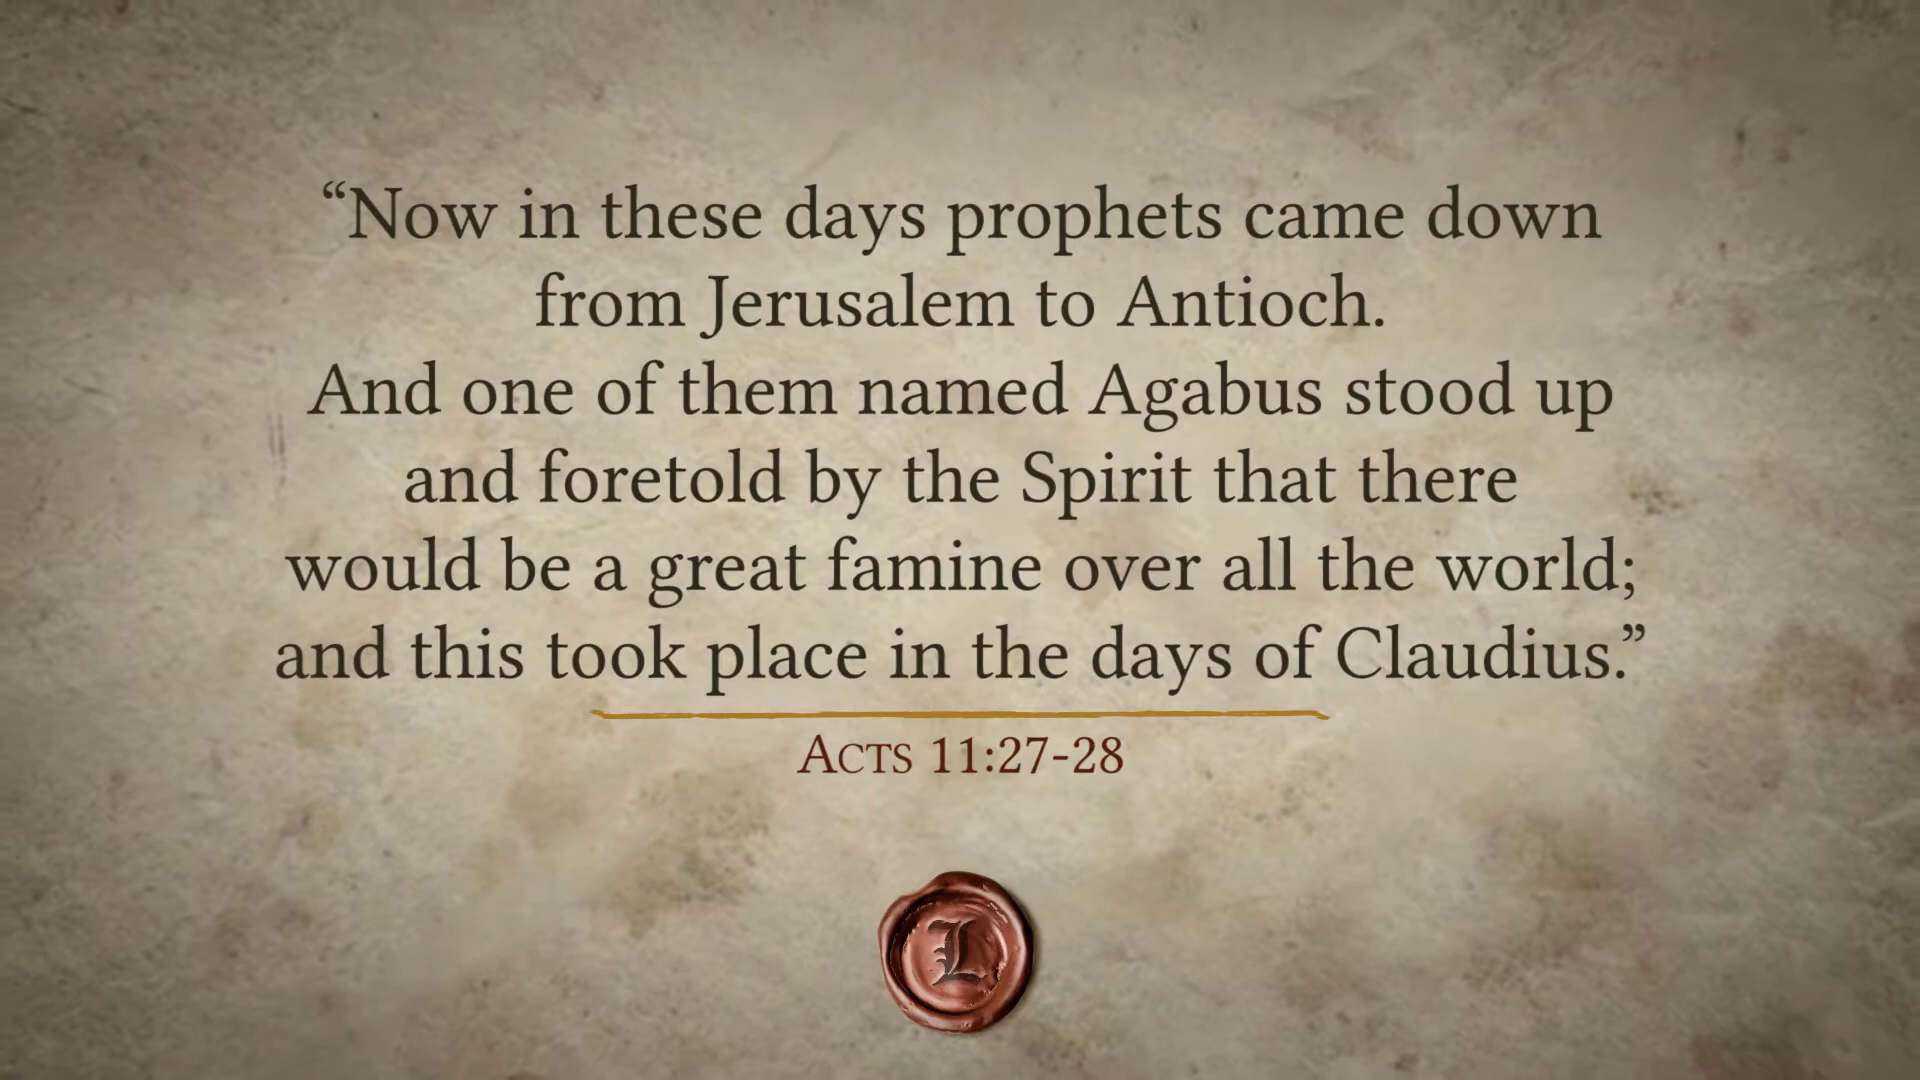 “Now in these days prophets came down
from Jerusalem to Antioch.
And one of them named Agabus stood up
and foretold by the Spirit that there
would be a great famine over all the world;
and this took place in the days of Claudius.”
Acts 11:27-28
L